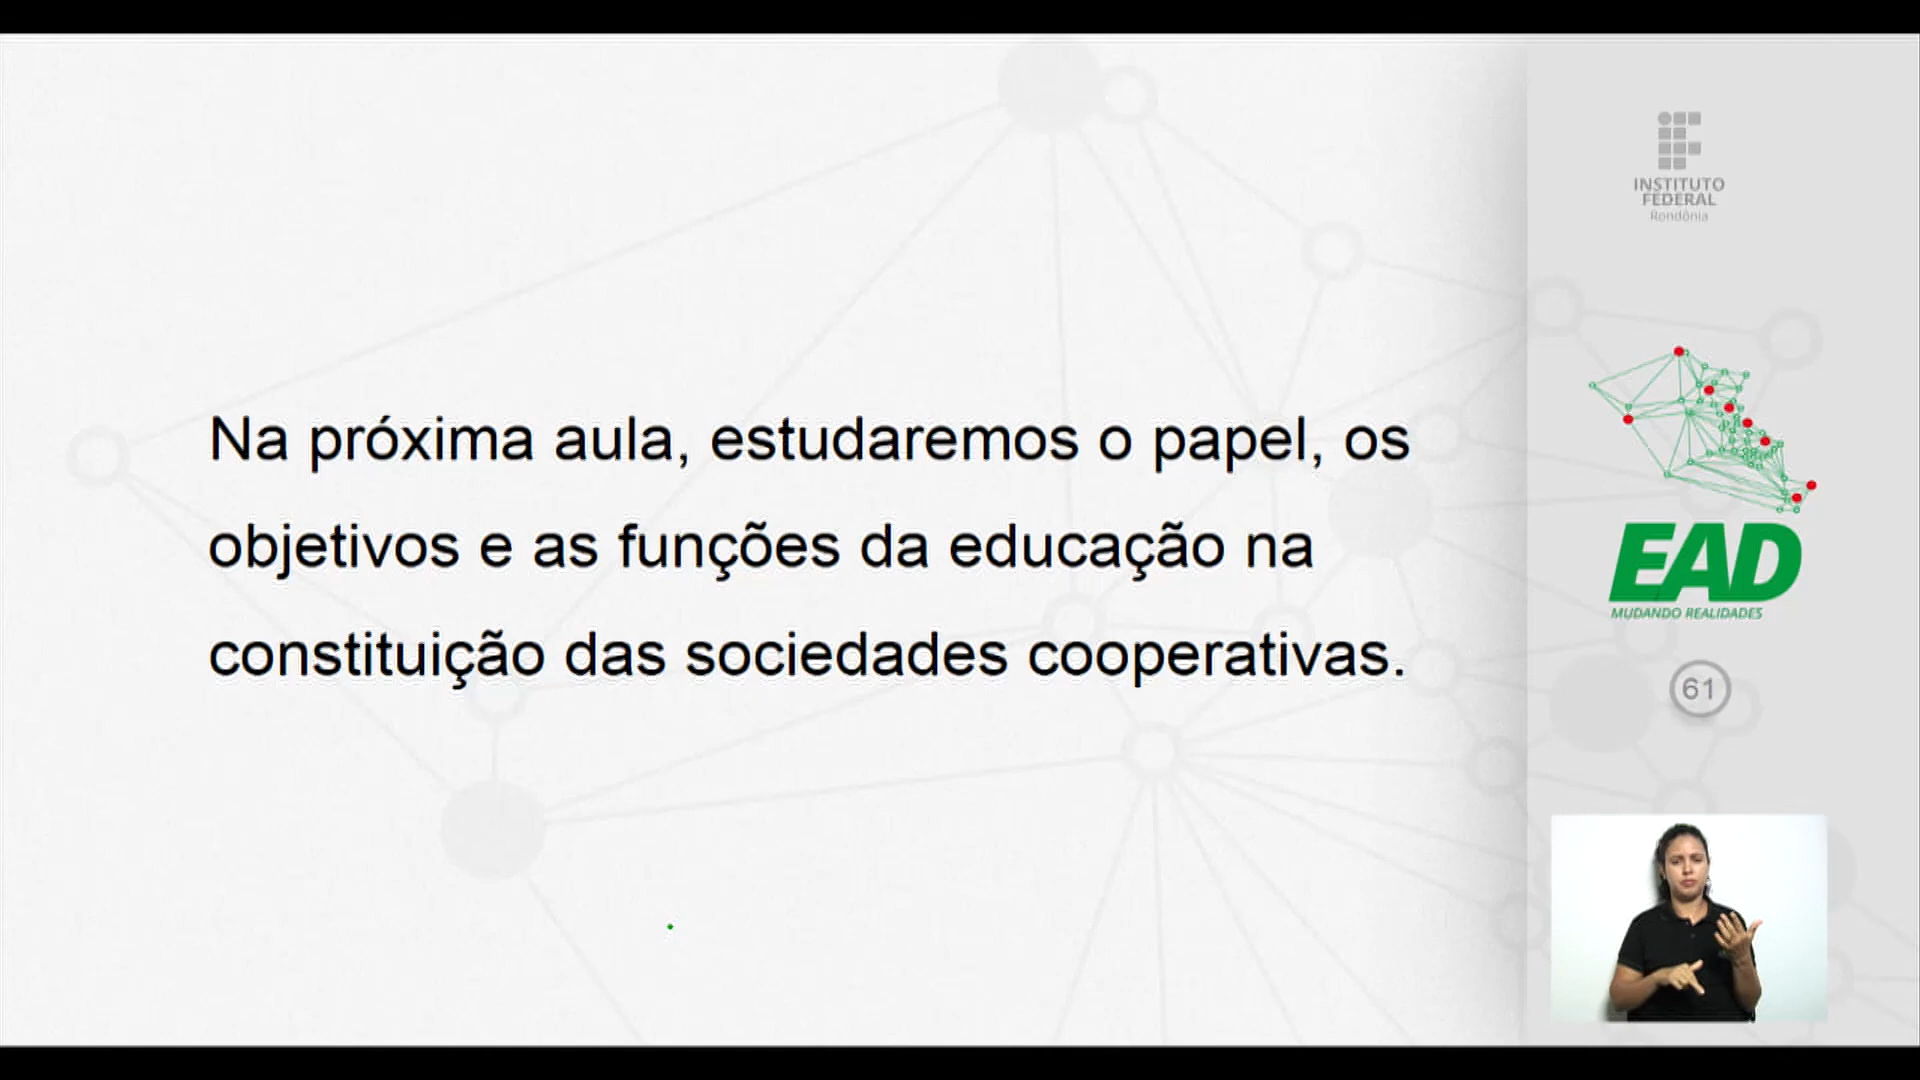 Na próxima aula, estudaremos o papel, os
objetivos e as funções da educação na
constituição das sociedades cooperativas.
INSTITUTO
FEDERAL
Rondônia
EAD
MUDANDO REALIDADES
61